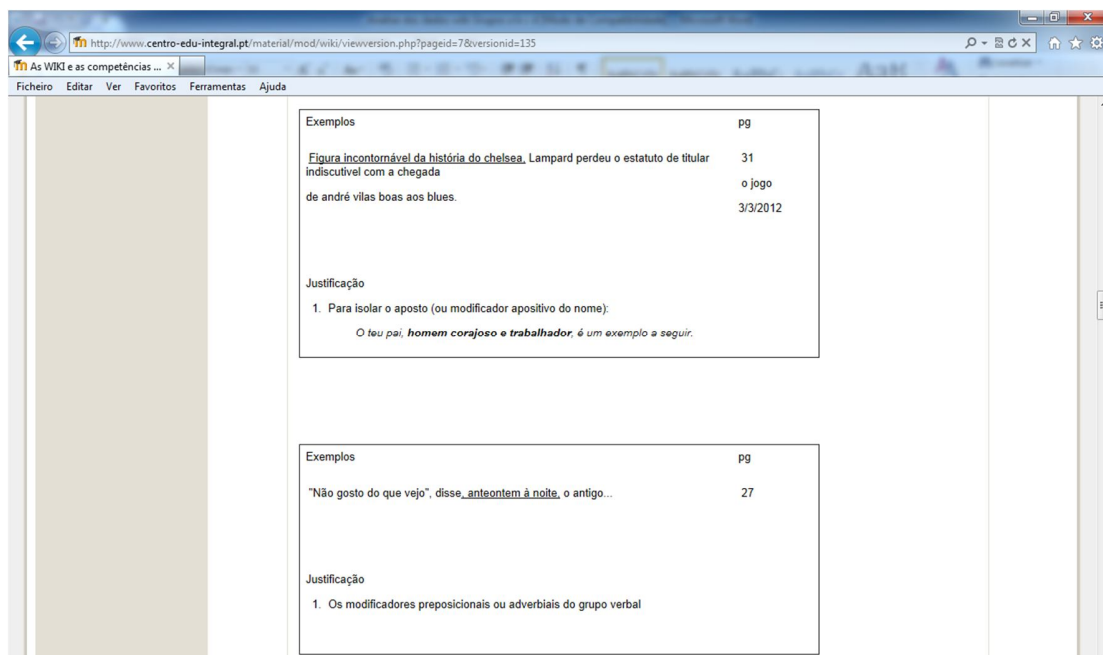 http://www.centro-edu-integral.pt/material/mod/wiki/viewversion.php?pageid=7&versionid=135
As WIKI e as competências ...
Ficheiro Editar Ver Favoritos Ferramentas Ajuda
Exemplos pg
Figura incontornável da história do chelsea, Lampard perdeu o estatuto de titular 31
indiscutivel com a chegada
o jogo
de andré vilas boas aos blues.
3/3/2012
Justificação
1. Para isolar o aposto (ou modificador apositivo do nome):
O teu pai, homem corajoso e trabalhador, é um exemplo a seguir.
Exemplos pg
"Não gosto do que vejo", disse, anteontem à noite, o antigo... 27
Justificação
1. Os modificadores preposicionais ou adverbiais do grupo verbal